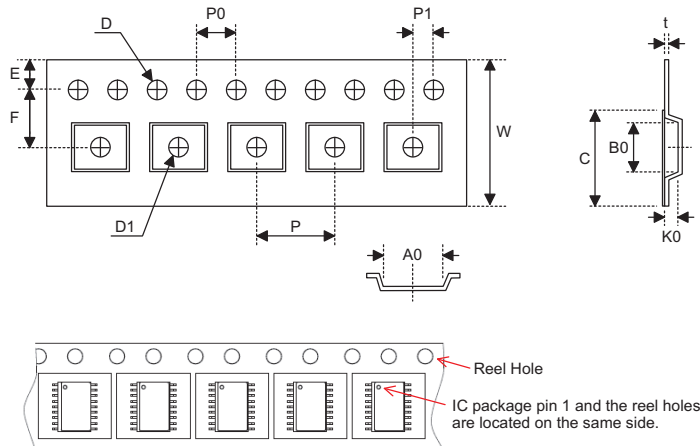 D
P0
P1
t
E
F
W
C
B0
D1
P
A0
K0
Reel Hole
IC package pin 1 and the reel holes
are located on the same side.